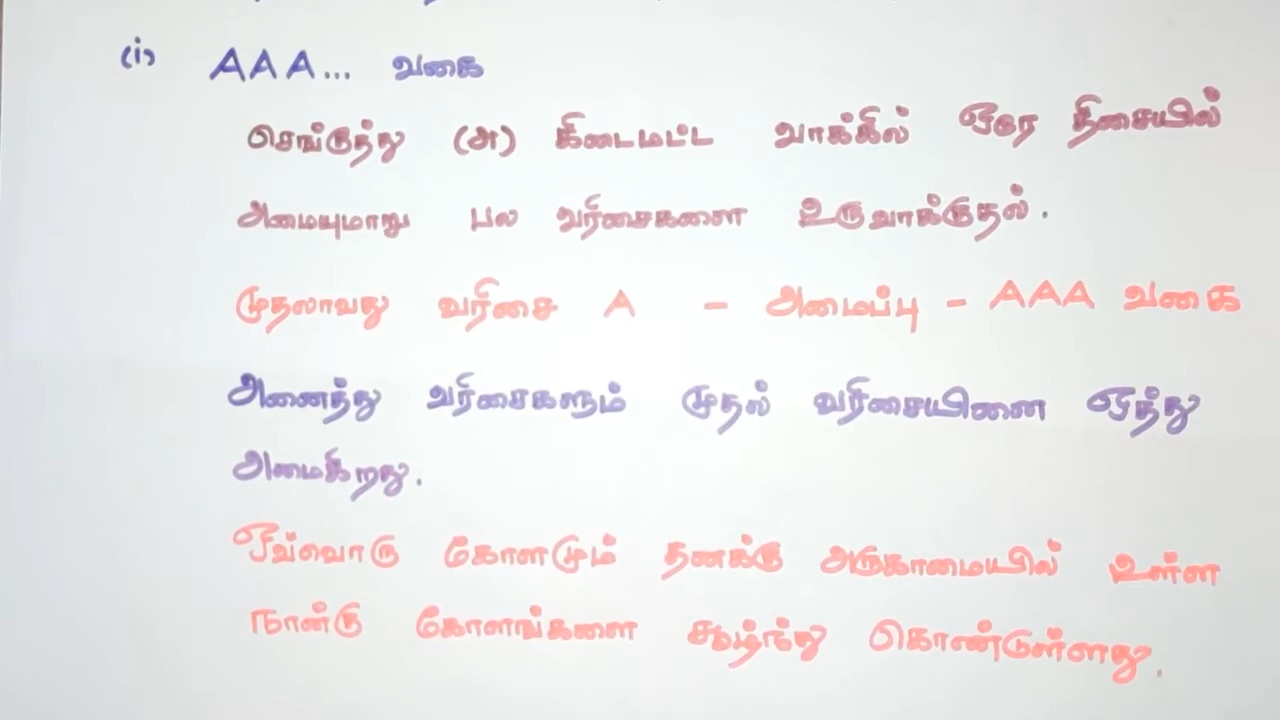 (i) AAA... வகை
செங்குத்து (அ) கிடைமட்ட வாக்கில் ஒரே திசையில்
அமையுமாறு பல வரிசைகளை உருவாக்குதல்.
முதலாவது வரிசை A - அமைப்பு - AAA வகை
அனைத்து வரிசைகளும் முதல் வரிசையினை ஒத்து
அமைகிறது.
ஒவ்வொரு கோளமும் தனக்கு அருகாமையில் உள்ள
நான்கு கோளங்களை சூழ்ந்து கொண்டுள்ளது.